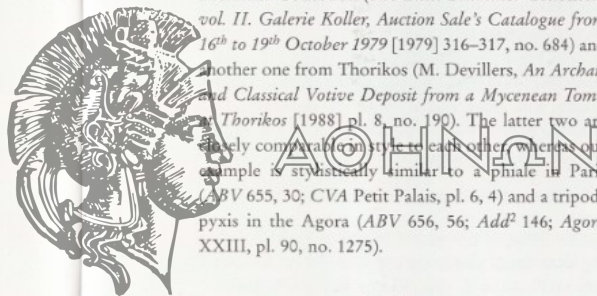 vol. II. Galerie Koller, Auction Sale's Catalogue from
16th to 19th October 1979 [1979] 316–317, no. 684) an
another one from Thorikos (M. Devillers, An Archa
and Classical Votive Deposit from a Mycenean Tom
at Thorikos [1988] pl. 8, no. 190). The latter two ar
closely comparable in style to each other, whereas ou
example is stylistically similar to a phiale in Par
(ABV 655, 30; CVA Petit Palais, pl. 6, 4) and a tripod
pyxis in the Agora (ABV 656, 56; Add² 146; Agor
XXIII, pl. 90, no. 1275).
ΑΘΗΝΩΝ